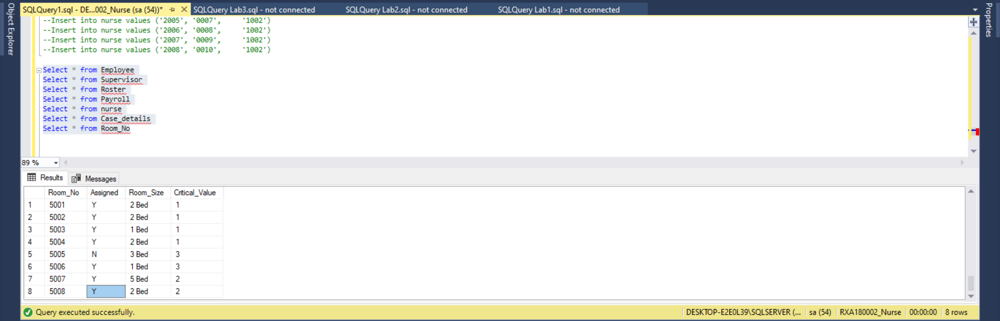 SQLQuery1.sql - DE...002_Nurse (sa (54))* SQLQuery Lab3.sql - not connected SQLQuery Lab2.sql - not connected SQLQuery Lab1.sql - not connected
Object Explorer
Properties
--Insert into nurse values ('2005', '0007', '1002')
--Insert into nurse values ('2006', '0008', '1002')
--Insert into nurse values ('2007', '0009', '1002')
--Insert into nurse values ('2008', '0010', '1002')
Select * from Employee
Select * from Supervisor
Select * from Roster
Select * from Payroll
Select * from nurse
Select * from Case_details
Select * from Room_No
89 %
Results Messages
Room_No Assigned Room_Size Critical_Value
1 5001 Y 2 Bed 1
2 5002 Y 2 Bed 1
3 5003 Y 1 Bed 1
4 5004 Y 2 Bed 1
5 5005 N 3 Bed 3
6 5006 Y 1 Bed 3
7 5007 Y 5 Bed 2
8 5008 Y 2 Bed 2
Query executed successfully. DESKTOP-E2E0L39\SQLSERVER (... sa (54) RXA180002_Nurse 00:00:00 8 rows